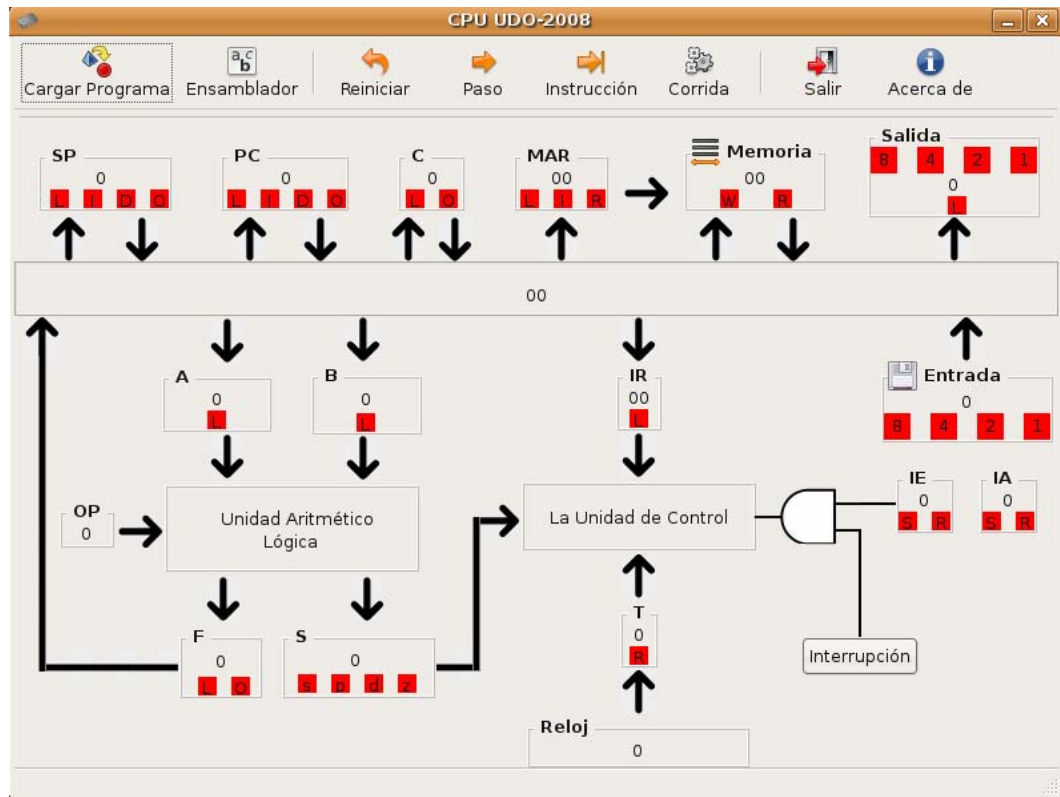 CPU UDO-2008
Cargar Programa Ensamblador Reiniciar Paso Instrucción Corrida Salir Acerca de
SP PC C MAR Memoria Salida
8 4 2 1
0 0 0 00 00 0
L I D O L I D O L O L I R W R L
00
A B IR Entrada
0 0 00 0
L L L 8 4 2 1
IE IA
0 0
S R S R
OP
0
Unidad Aritmético
Lógica
La Unidad de Control
T
0
R
F S
0 0
L O s p d z
Interrupción
Reloj
0